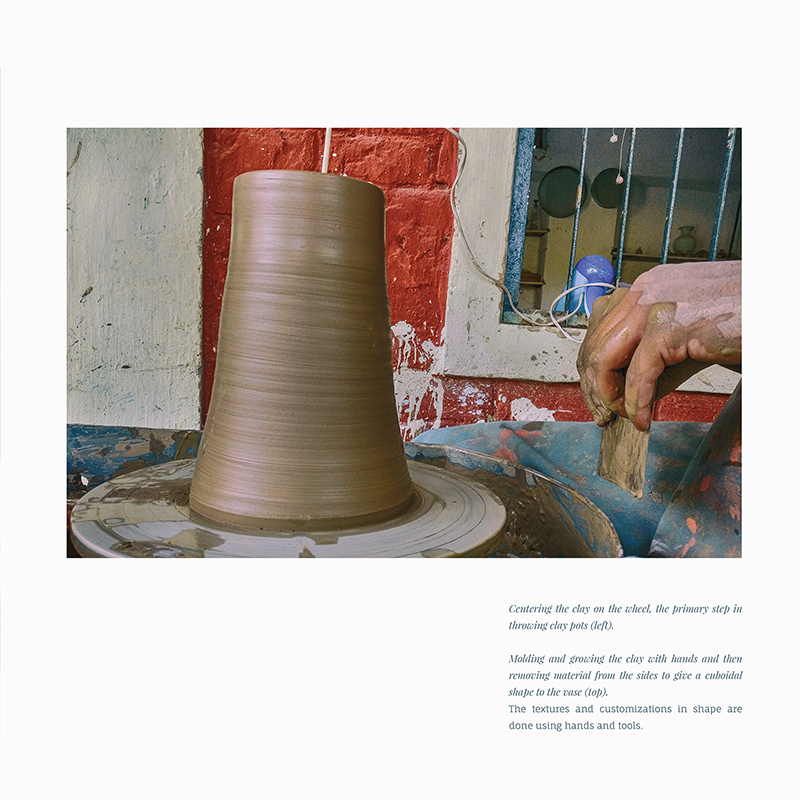 Centering the clay on the wheel, the primary step in
throwing clay pots (left).
Molding and growing the clay with hands and then
removing material from the sides to give a cuboidal
shape to the vase (top).
The textures and customizations in shape are
done using hands and tools.